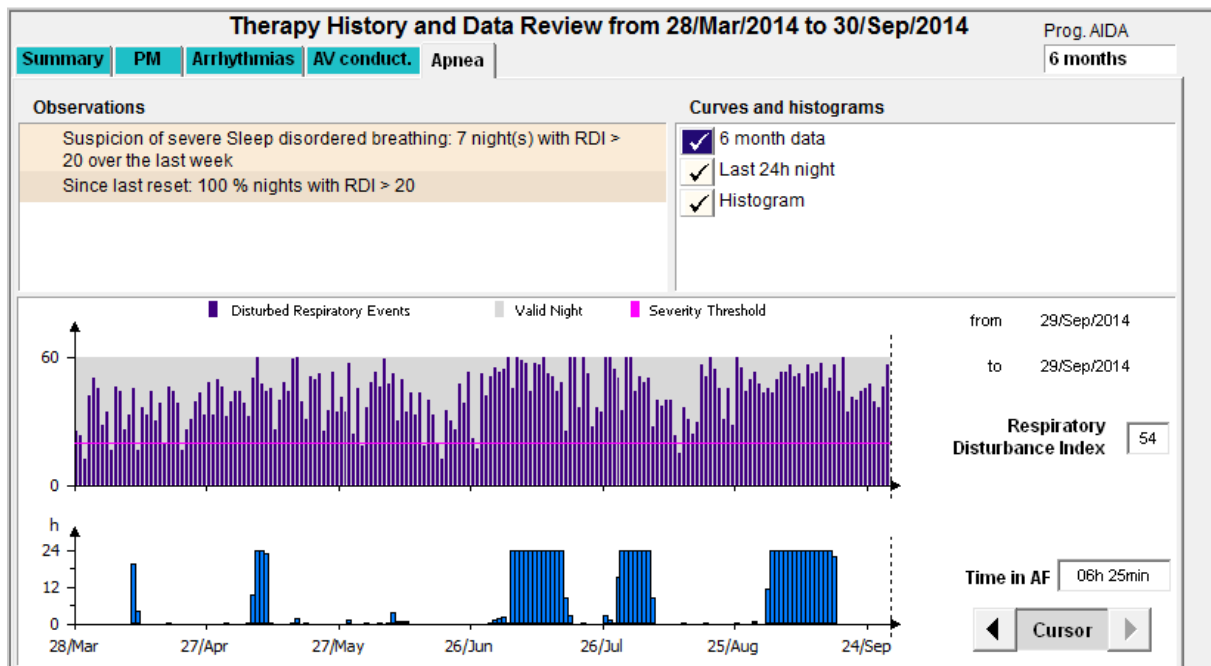 Therapy History and Data Review from 28/Mar/2014 to 30/Sep/2014
Prog. AIDA
Summary PM Arrhythmias AV conduct. Apnea
6 months
Observations
Suspicion of severe Sleep disordered breathing: 7 night(s) with RDI >
20 over the last week
Since last reset: 100 % nights with RDI > 20
Curves and histograms
6 month data
Last 24h night
Histogram
Disturbed Respiratory Events Valid Night Severity Threshold
60
0
from 29/Sep/2014
to 29/Sep/2014
Respiratory
Disturbance Index 54
h
24
12
0
28/Mar 27/Apr 27/May 26/Jun 26/Jul 25/Aug 24/Sep
Time in AF 06h 25min
Cursor